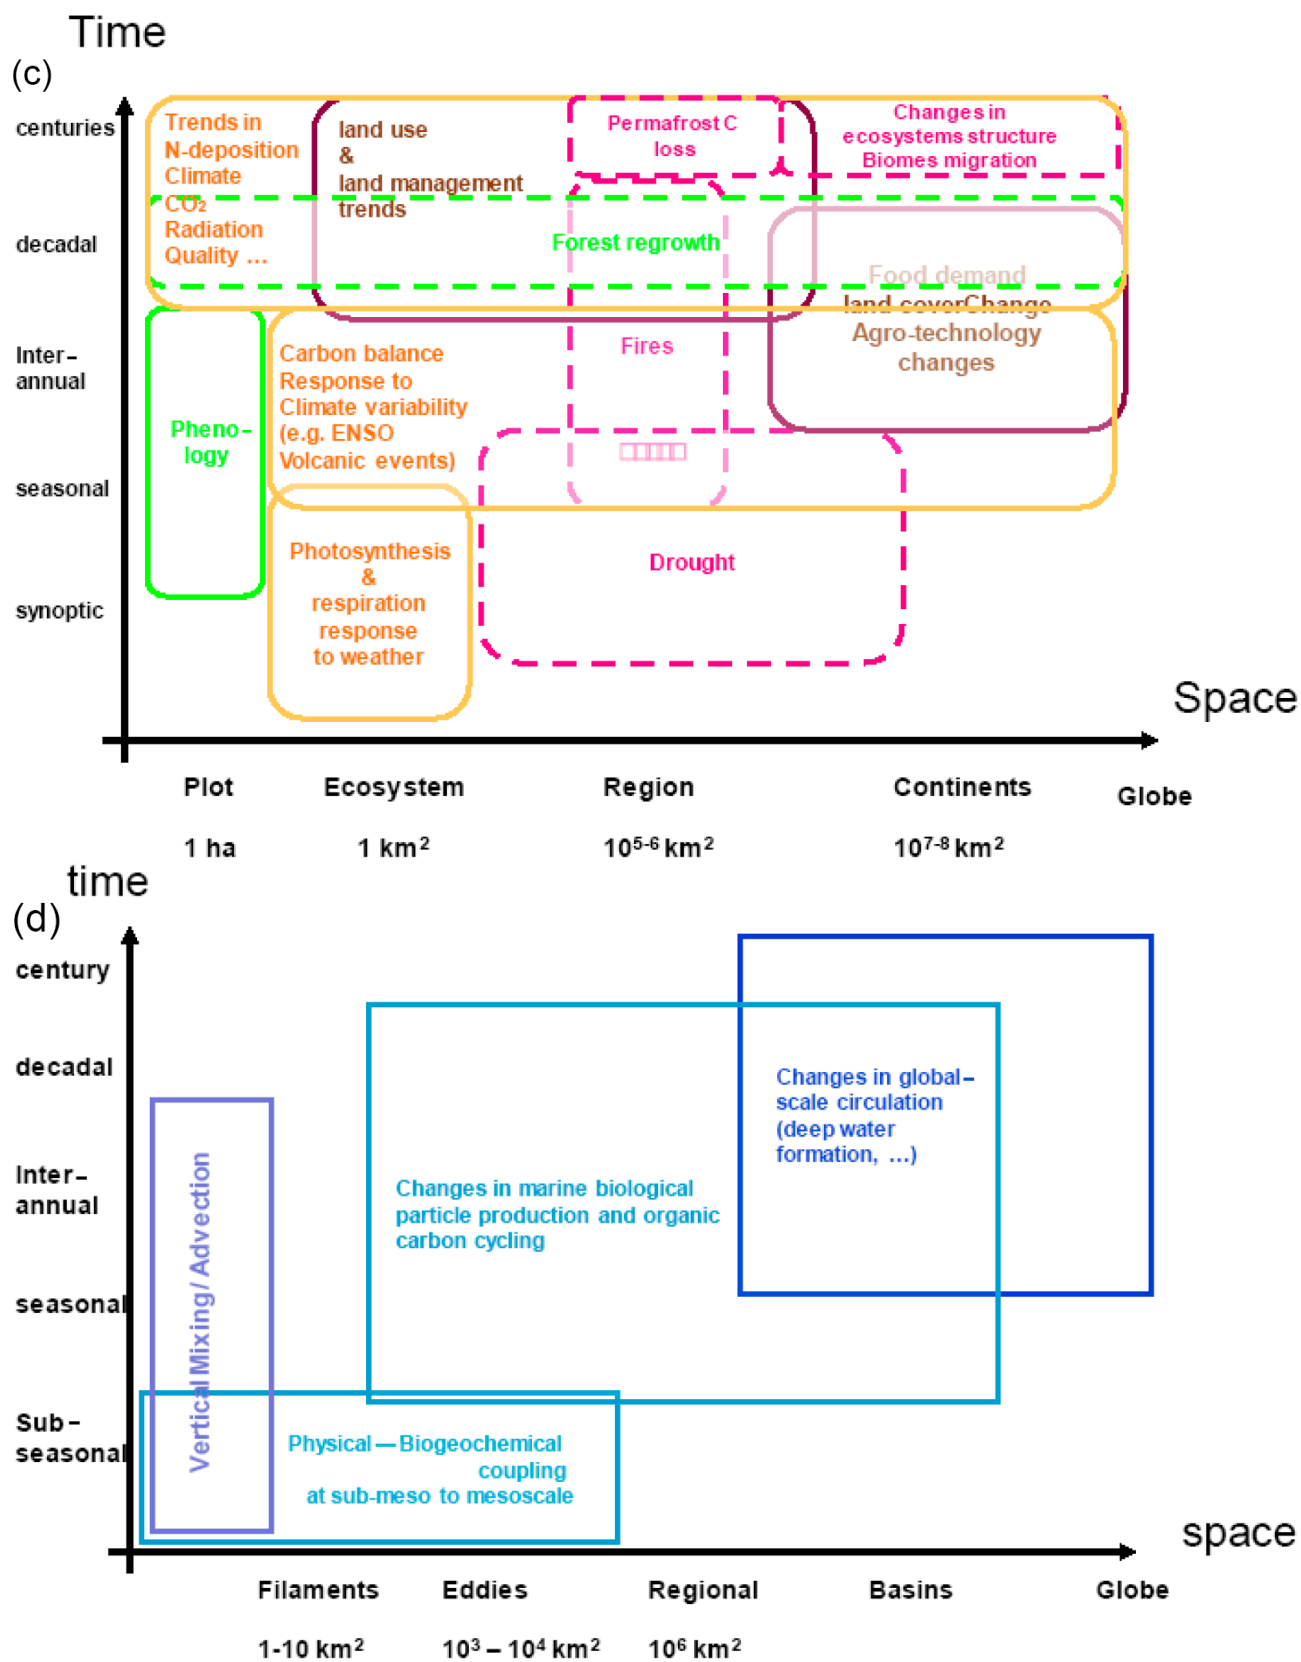 Time
(c)
centuries
decadal
Inter–
annual
seasonal
synoptic
Trends in
N-deposition
Climate
CO₂
Radiation
Quality ...
land use
&
land management
trends
Permafrost C
loss
Changes in
ecosystems structure
Biomes migration
Forest regrowth
Food demand
land coverChange
Agro-technology
changes
Fires
Pheno–
logy
Carbon balance
Response to
Climate variability
(e.g. ENSO
Volcanic events)
□□□□□
Photosynthesis
&
respiration
response
to weather
Drought
Space
Plot Ecosystem Region Continents Globe
1 ha 1 km² 10⁵⁻⁶ km² 10⁷⁻⁸ km²
time
(d)
century
decadal
Inter–
annual
seasonal
Sub–
seasonal
Changes in global–
scale circulation
(deep water
formation, ...)
Changes in marine biological
particle production and organic
carbon cycling
Vertical Mixing / Advection
Physical—Biogeochemical
coupling
at sub-meso to mesoscale
space
Filaments Eddies Regional Basins Globe
1-10 km² 10³ – 10⁴ km² 10⁶ km²